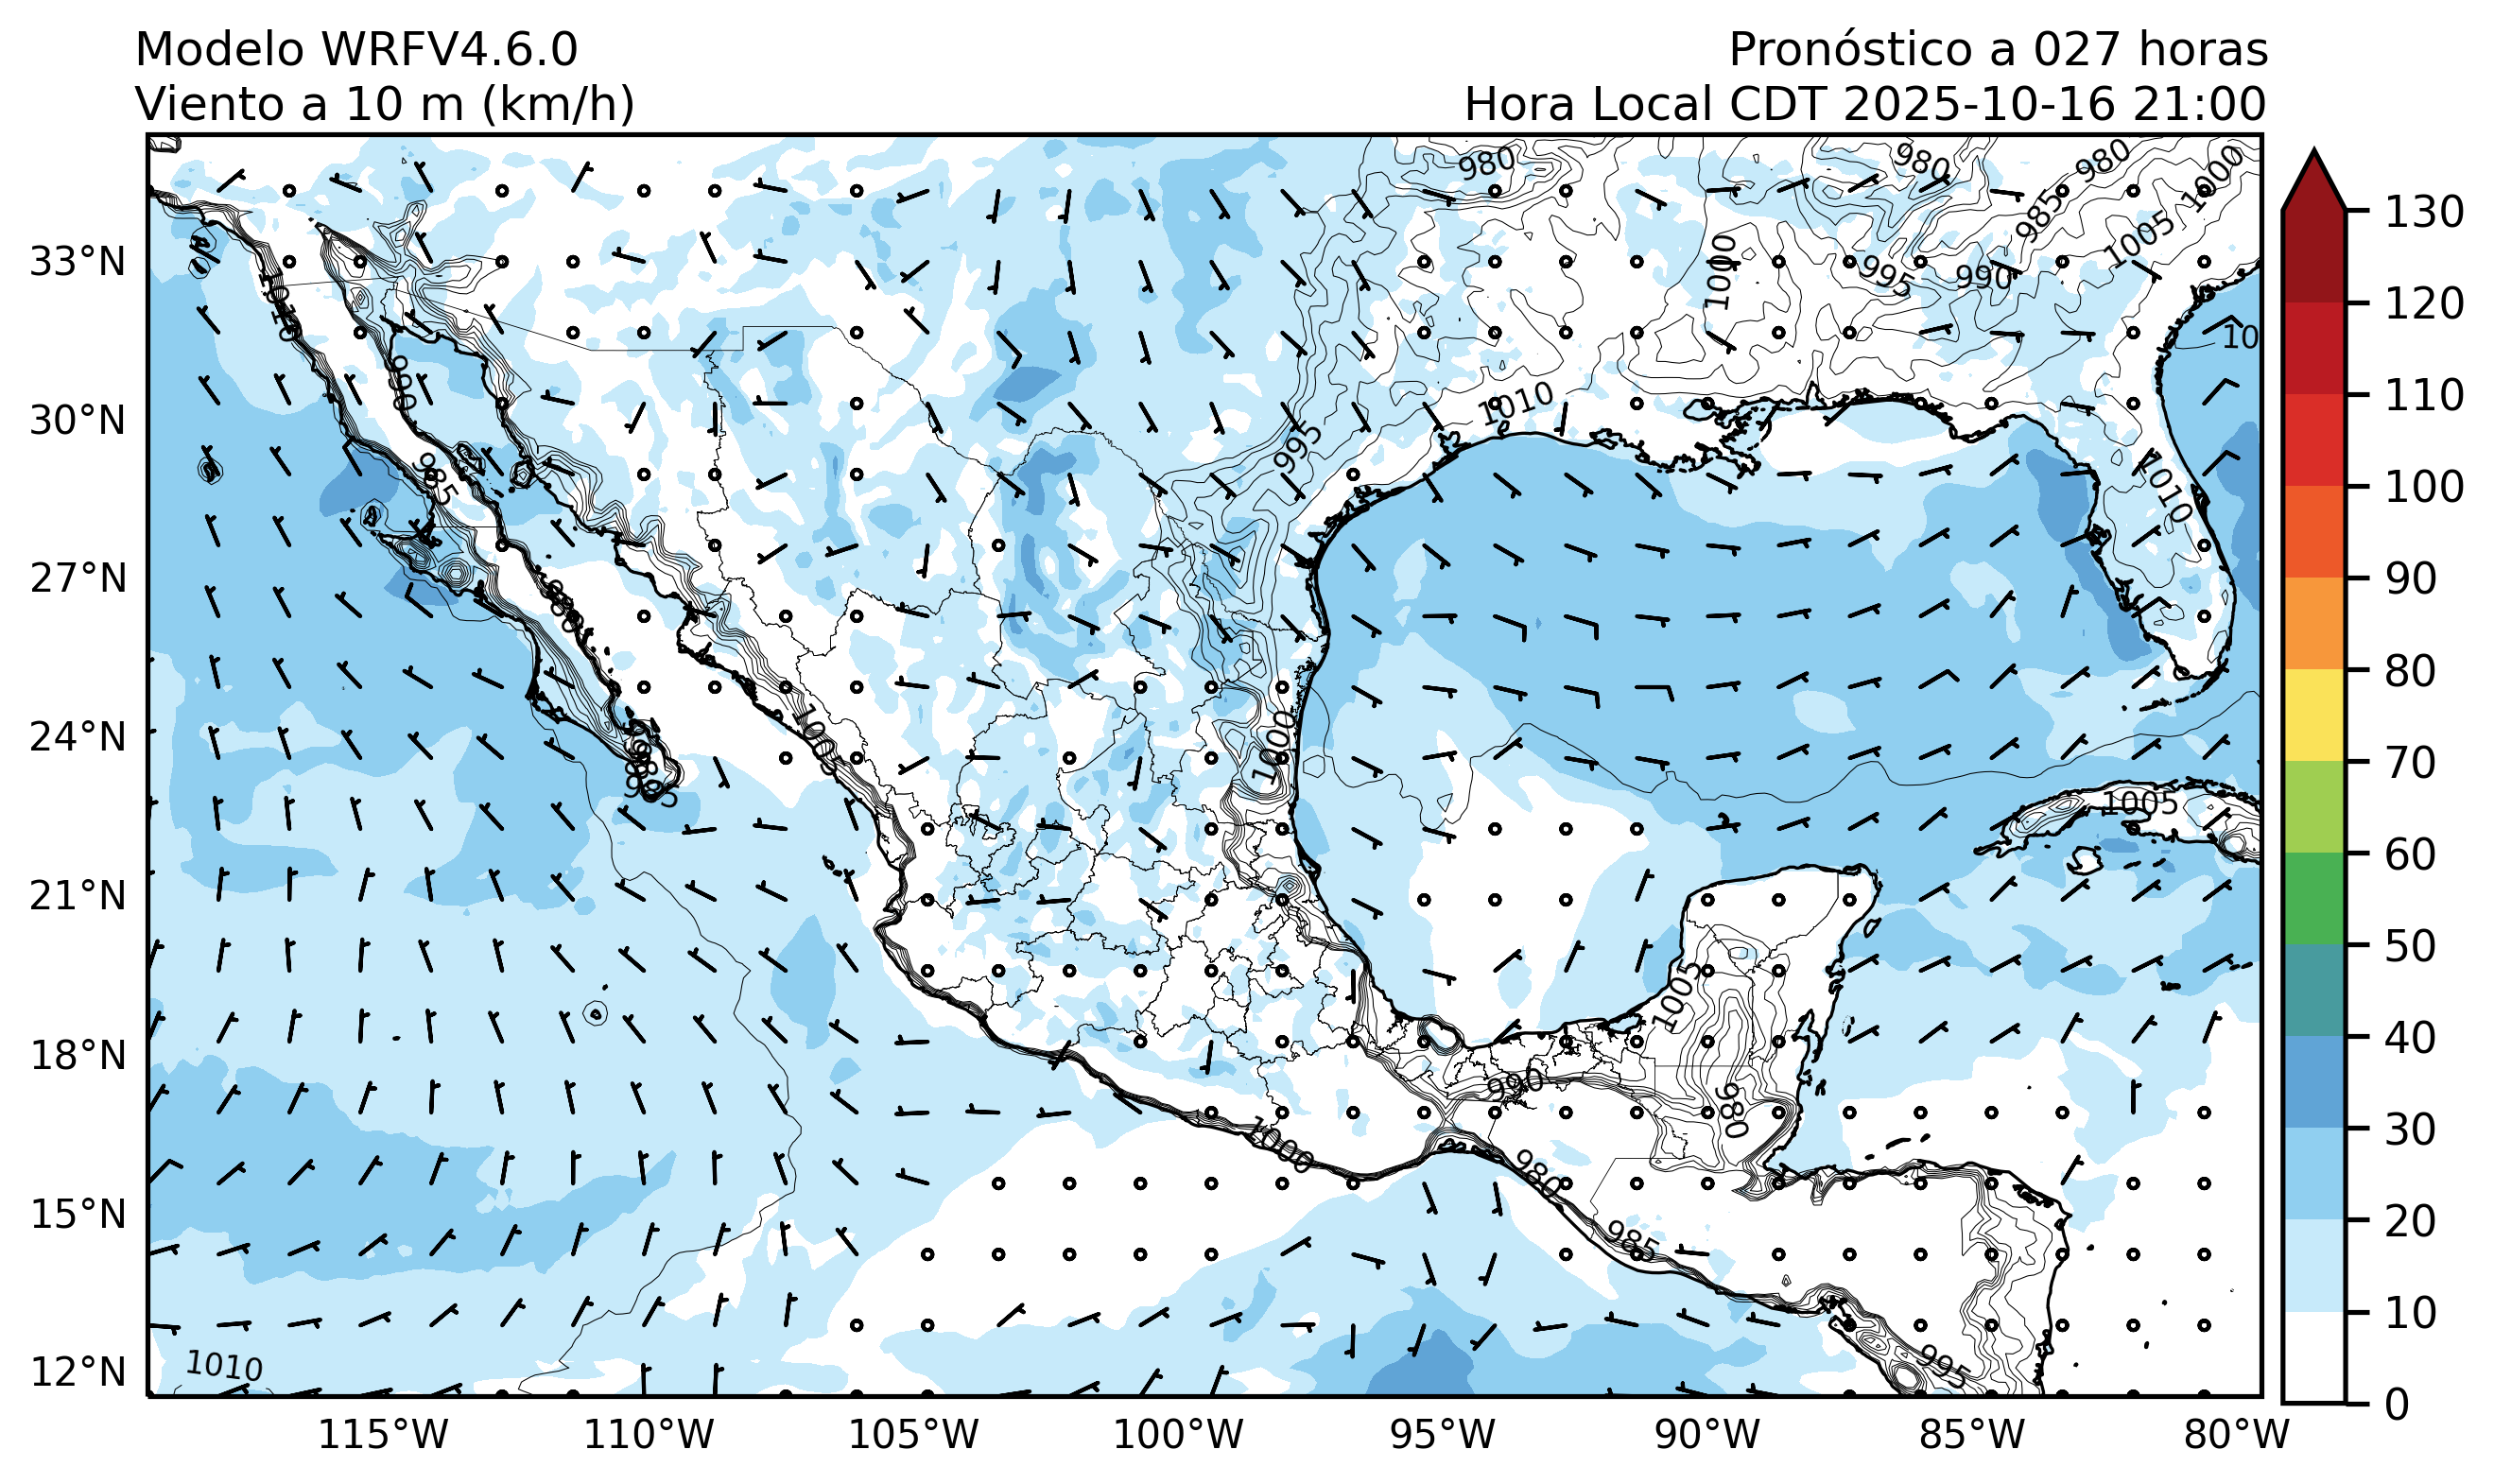 Modelo WRFV4.6.0
Pronóstico a 027 horas
Viento a 10 m (km/h)
Hora Local CDT 2025-10-16 21:00
980
980
980
1000
985
1005
1000
995
990
1010
10
990
1010
995
985
1010
1000
1005
1005
985
1005
990
980
1000
980
985
995
1010
33°N
30°N
27°N
24°N
21°N
18°N
15°N
12°N
115°W
110°W
105°W
100°W
95°W
90°W
85°W
80°W
130
120
110
100
90
80
70
60
50
40
30
20
10
0